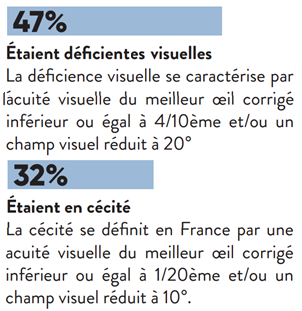 47%
Étaient déficientes visuelles
La déficience visuelle se caractérise par
l'acuité visuelle du meilleur œil corrigé
inférieur ou égal à 4/10ème et/ou un
champ visuel réduit à 20°
32%
Étaient en cécité
La cécité se définit en France par une
acuité visuelle du meilleur œil corrigé
inférieure ou égale à 1/20ème et/ou un
champ visuel réduit à 10°.